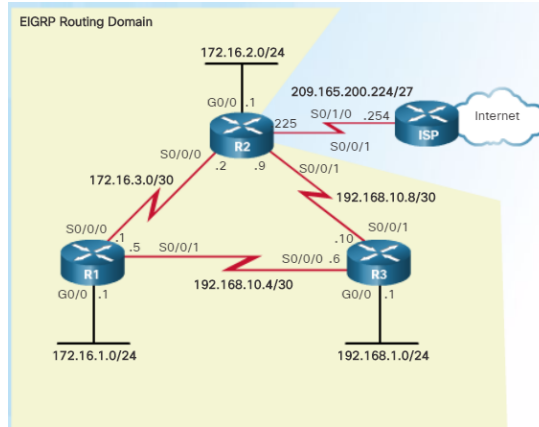 EIGRP Routing Domain
172.16.2.0/24
209.165.200.224/27
G0/0 .1
S0/1/0 .254
Internet
225
R2
ISP
S0/0/1
S0/0/0
.2 .9
S0/0/1
172.16.3.0/30
192.168.10.8/30
S0/0/0
S0/0/1
.1
.10
.5 S0/0/1
S0/0/0 .6
R1
R3
192.168.10.4/30
G0/0 .1
G0/0 .1
172.16.1.0/24
192.168.1.0/24